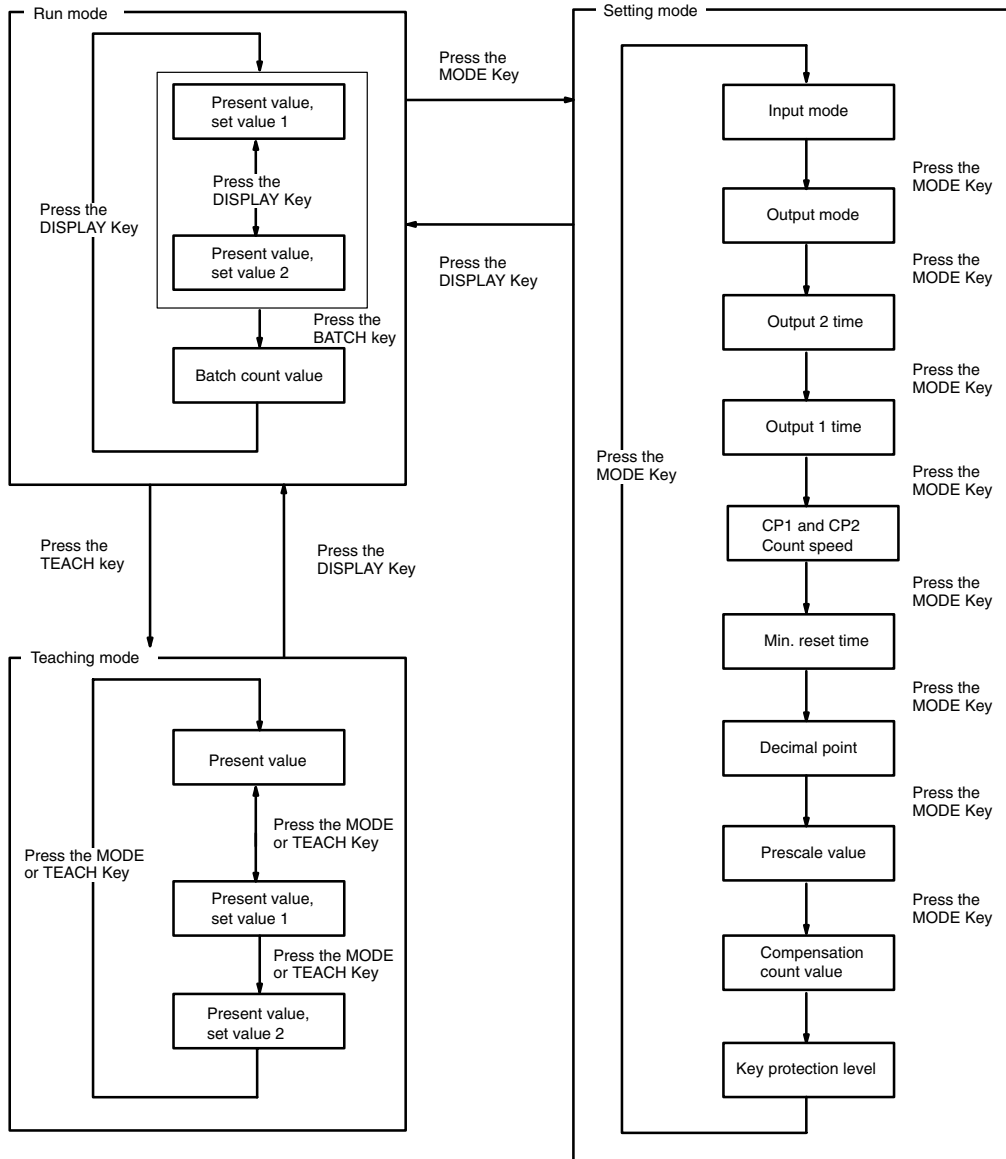 Run mode
Press the
MODE Key
Present value,
set value 1
Press the
DISPLAY Key
Press the
DISPLAY Key
Present value,
set value 2
Press the
DISPLAY Key
Press the
BATCH key
Batch count value
Press the
TEACH key
Press the
DISPLAY Key
Teaching mode
Present value
Press the MODE
or TEACH Key
Press the MODE
or TEACH Key
Present value,
set value 1
Press the MODE
or TEACH Key
Present value,
set value 2
Setting mode
Input mode
Press the
MODE Key
Output mode
Press the
MODE Key
Output 2 time
Press the
MODE Key
Output 1 time
Press the
MODE Key
Press the
MODE Key
CP1 and CP2
Count speed
Press the
MODE Key
Min. reset time
Press the
MODE Key
Decimal point
Press the
MODE Key
Prescale value
Press the
MODE Key
Compensation
count value
Key protection level